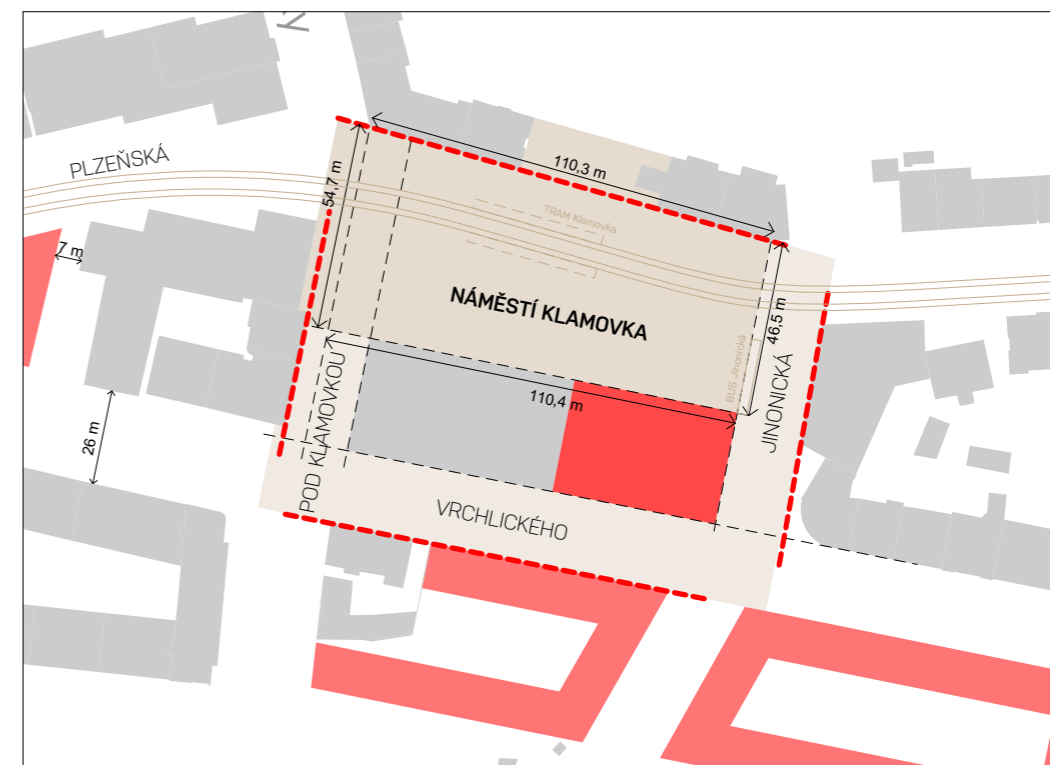 PLZEŇSKÁ
110,3 m
54,7 m
TRAM Klamovka
7 m
NÁMĚSTÍ KLAMOVKA
46,5 m
BUS Jinonická
JINONICKÁ
110,4 m
POD KLAMOVKOU
26 m
VRCHLICKÉHO